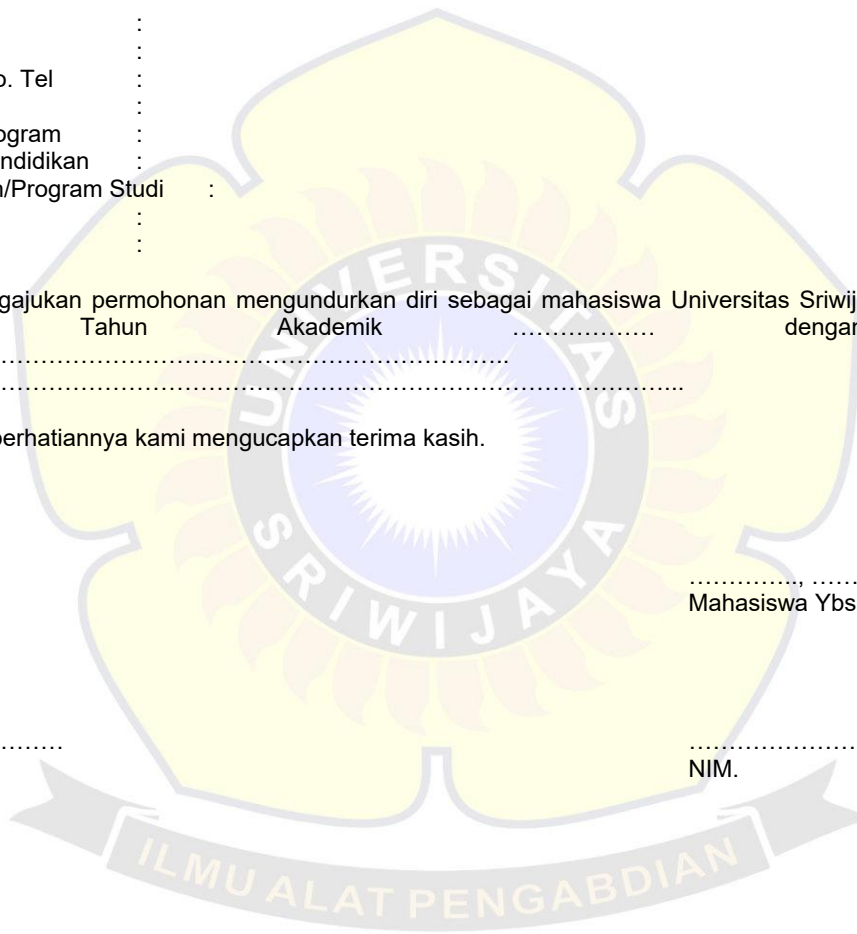 :
:
o. Tel :
:
ogram :
ndidikan :
n/Program Studi :
:
:
gajukan permohonan mengundurkan diri sebagai mahasiswa Universitas Sriwij
Tahun Akademik ……………… dengan
……………………………………………………..
…………………………………………………………………………..
perhatiannya kami mengucapkan terima kasih.
………….., ……
Mahasiswa Ybs
………
…………………
NIM.
UNIVERSITAS
SRIWIJAYA
ILMU ALAT PENGABDIAN